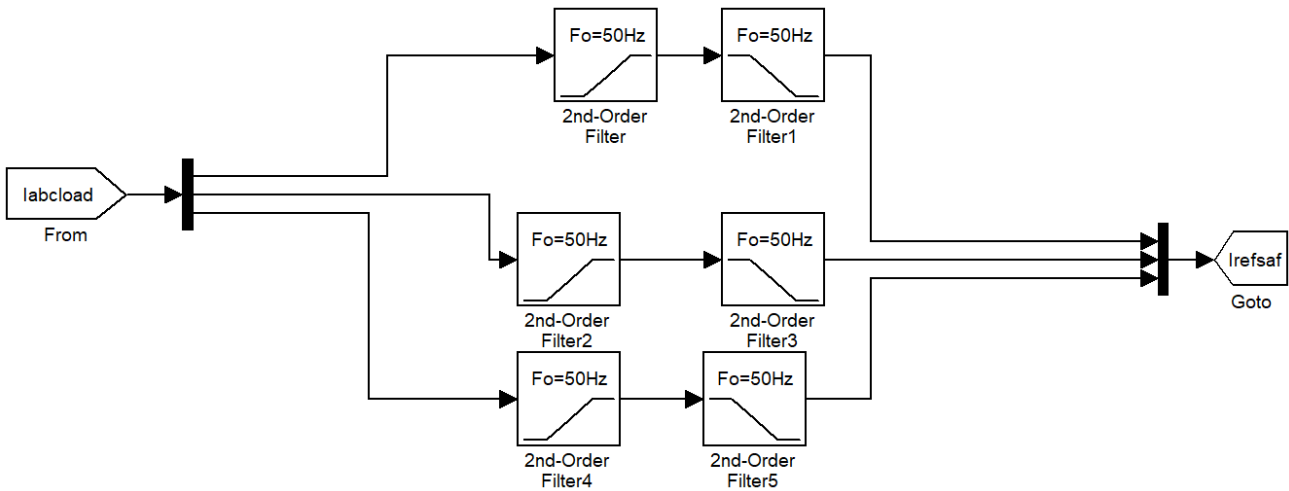 Fo=50Hz
2nd-Order
Filter
Fo=50Hz
2nd-Order
Filter1
Iabcload
From
Fo=50Hz
2nd-Order
Filter2
Fo=50Hz
2nd-Order
Filter3
Irefsaf
Goto
Fo=50Hz
2nd-Order
Filter4
Fo=50Hz
2nd-Order
Filter5